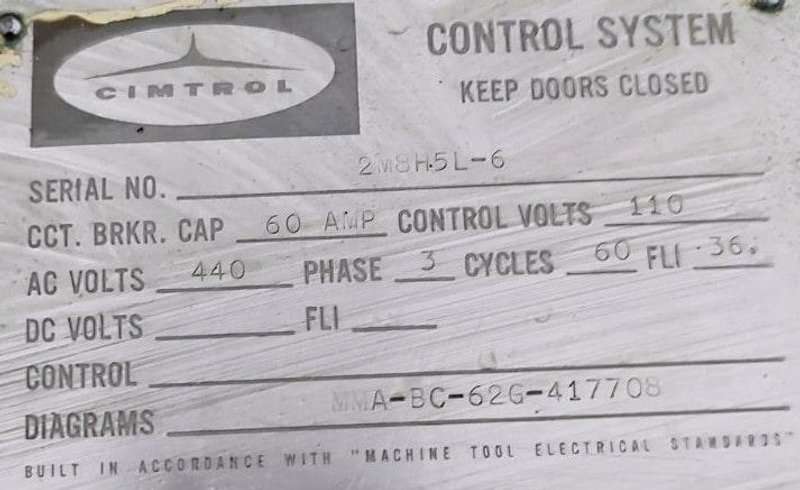 CIMTROL
CONTROL SYSTEM
KEEP DOORS CLOSED
SERIAL NO. 2M8H5L-6
CCT. BRKR. CAP 60 AMP CONTROL VOLTS 110
AC VOLTS 440 PHASE 3 CYCLES 60 FLI 36.
DC VOLTS FLI
CONTROL
DIAGRAMS MMA-BC-62G-417708
BUILT IN ACCORDANCE WITH "MACHINE TOOL ELECTRICAL STANDARDS"